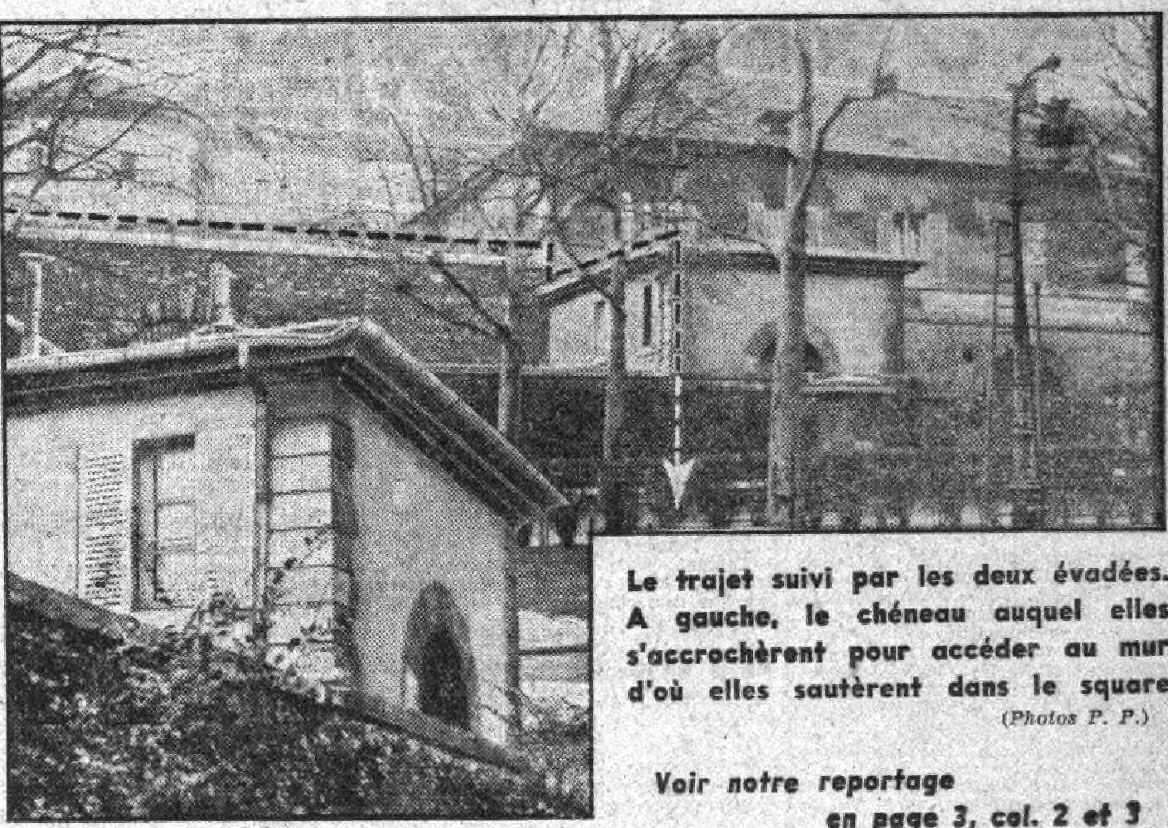 Le trajet suivi par les deux évadées.
A gauche, le chéneau auquel elles
s'accrochèrent pour accéder au mur
d'où elles sautèrent dans le square
(Photos P. P.)
Voir notre reportage
en page 3, col. 2 et 3